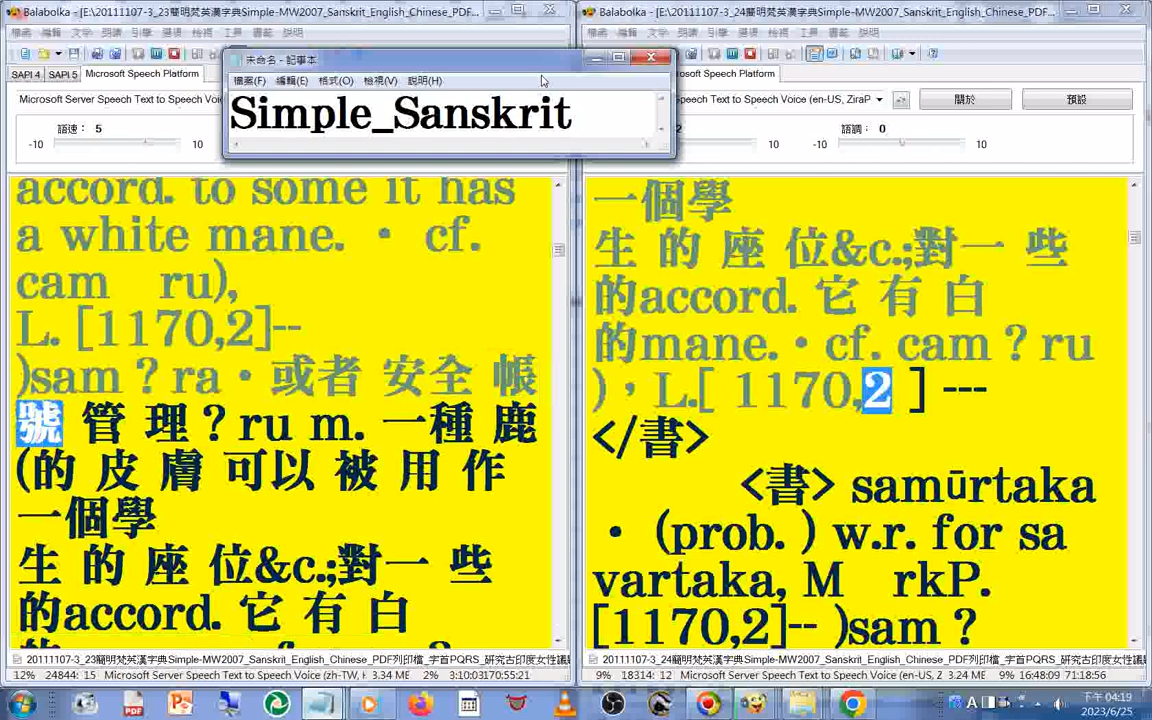 Balabolka - [E:\20111107-3_23簡明梵英漢字典Simple-MW2007_Sanskrit_English_Chinese_PDF...
Balabolka - [E:\20111107-3_24簡明梵英漢字典Simple-MW2007_Sanskrit_English_Chinese_PDF...
未命名 - 記事本
檔案(F) 編輯(E) 格式(O) 檢視(V) 說明(H)
Simple_Sanskrit
SAPI 4 SAPI 5 Microsoft Speech Platform
Speech Platform
Microsoft Server Speech Text to Speech Voi
Speech Text to Speech Voice (en-US, ZiraP
關於 預設
語速： 5
-10 10
2 語調： 0
10 -10 10
accord. to some it has
a white mane. • cf.
cam ru),
L. [1170,2]--
)sam？ra • 或者 安全 帳
號 管 理？ru m. 一種 鹿
(的 皮 膚 可以 被 用 作
一個學
生 的 座 位&c.;對一 些
的accord. 它 有 白
一個學
生 的 座 位&c.;對一 些
的accord. 它 有 白
的mane. • cf. cam？ru
)，L.[ 1170,2 ] ---
</書>
<書> samūrtaka
• (prob. ) w.r. for sa
vartaka, M rkP.
[1170,2]-- )sam？
20111107-3_23簡明梵英漢字典Simple-MW2007_Sanskrit_English_Chinese_PDF列印檔_字首PQRS_研究古印度女性議
20111107-3_24簡明梵英漢字典Simple-MW2007_Sanskrit_English_Chinese_PDF列印檔_字首PQRS_研究古印度女性議
12% 24844: 15 Microsoft Server Speech Text to Speech Voice (zh-TW, H 3.34 ME 2% 3:10:03\170:55:21
9% 18314: 12 Microsoft Server Speech Text to Speech Voice (en-US, Z 3.24 ME 16:48:09 71:18:56
下午 04:19
2023/6/25